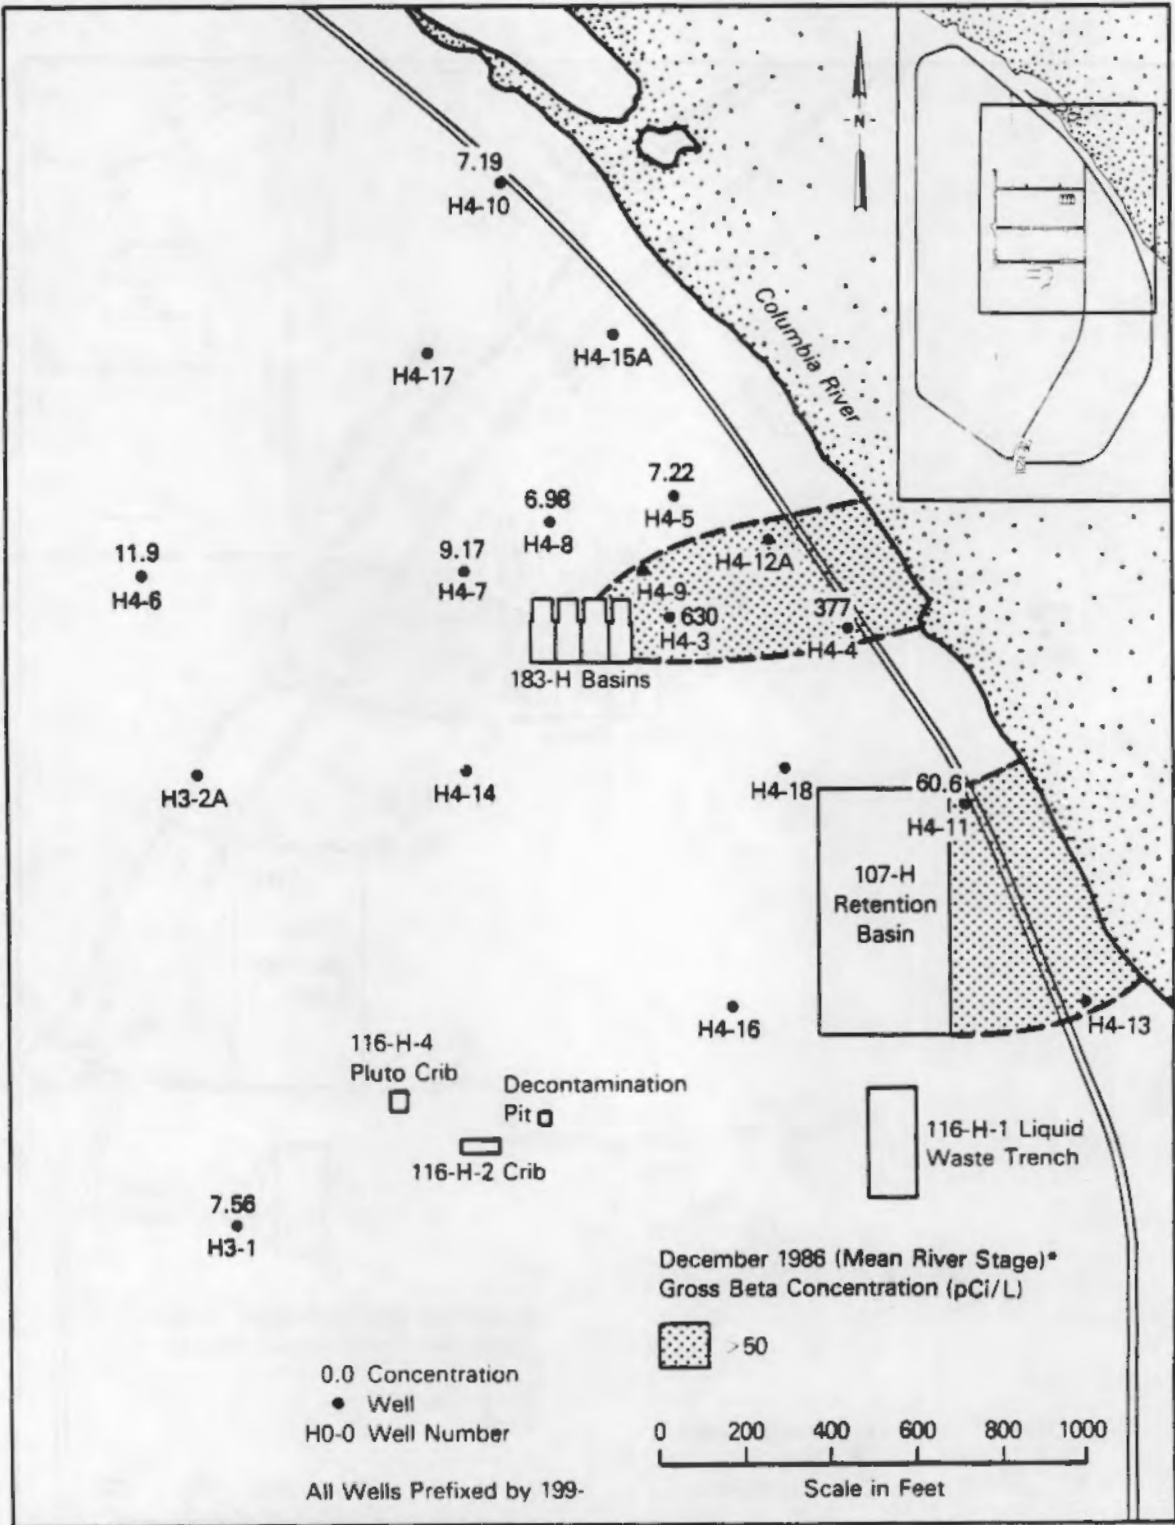 N
7.19
H4-10
Columbia River
H4-15A
H4-17
7.22
H4-5
6.98
H4-8
11.9
H4-6
9.17
H4-7
H4-12A
H4-9
630
H4-3
377
H4-4
183-H Basins
H3-2A
H4-14
H4-18
60.6
H4-11
107-H
Retention
Basin
H4-16
H4-13
116-H-4
Pluto Crib
Decontamination
Pit
116-H-2 Crib
116-H-1 Liquid
Waste Trench
7.56
H3-1
December 1986 (Mean River Stage)*
Gross Beta Concentration (pCi/L)
>50
0.0 Concentration
Well
H0-0 Well Number
All Wells Prefixed by 199-
0 200 400 600 800 1000
Scale in Feet